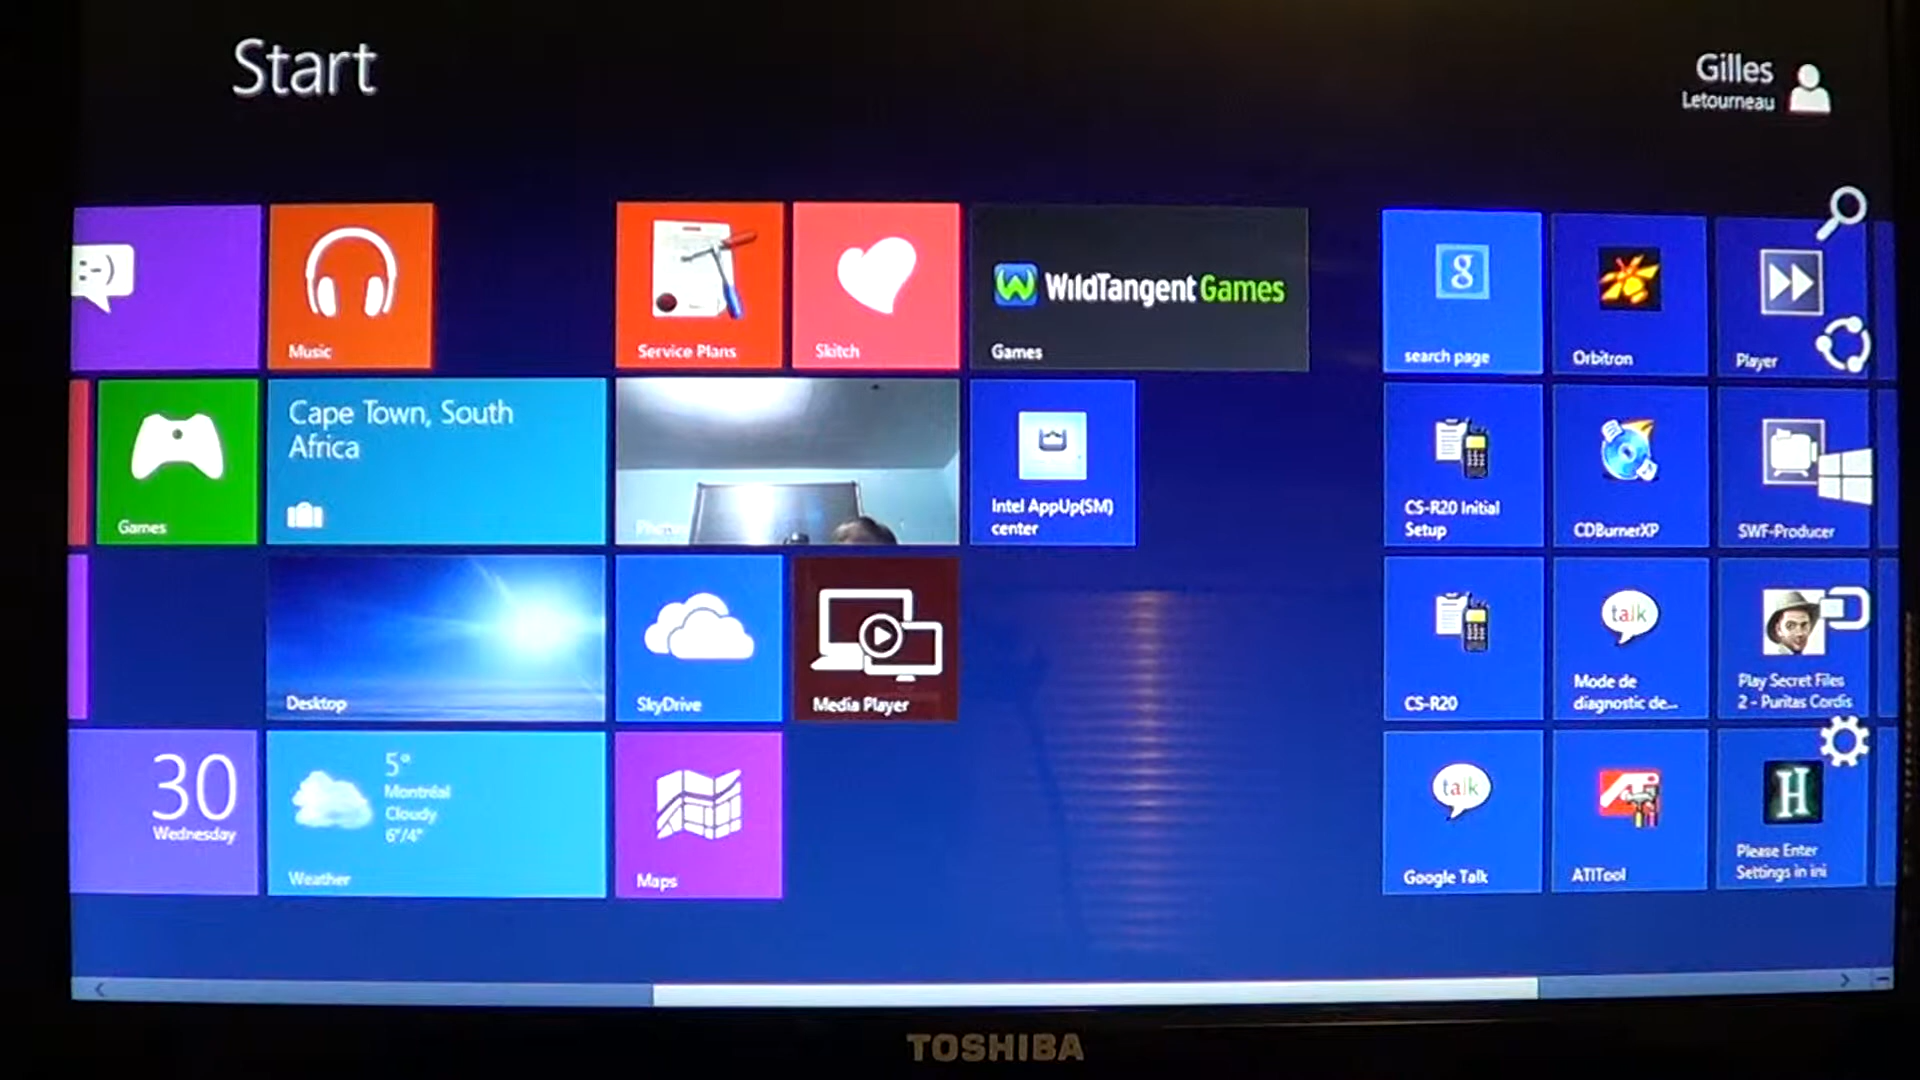 Start
Gilles
Letourneau
Music
Service Plans
Skitch
WildTangent Games
Games
g
search page
Orbitron
Player
Games
Cape Town, South
Africa
Photos
Intel AppUp(SM)
center
CS-R20 Initial
Setup
CDBurnerXP
SWF-Producer
Desktop
SkyDrive
Media Player
CS-R20
talk
Mode de
diagnostic de...
Play Secret Files
2 - Puritas Cordis
30
Wednesday
5°
Montréal
Cloudy
6°/4°
Weather
Maps
talk
Google Talk
ATI
ATITool
H
Please Enter
Settings in ini
TOSHIBA